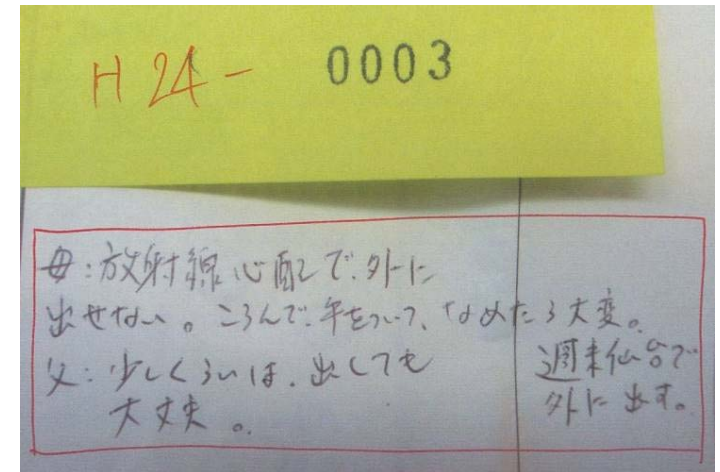 H24- 0003
母:放射線心配で、外に
出せない。ころんで、手をついて、なめたら大変。
父:少しくらいは、出しても
大丈夫。
週末仙台で
外に出す。